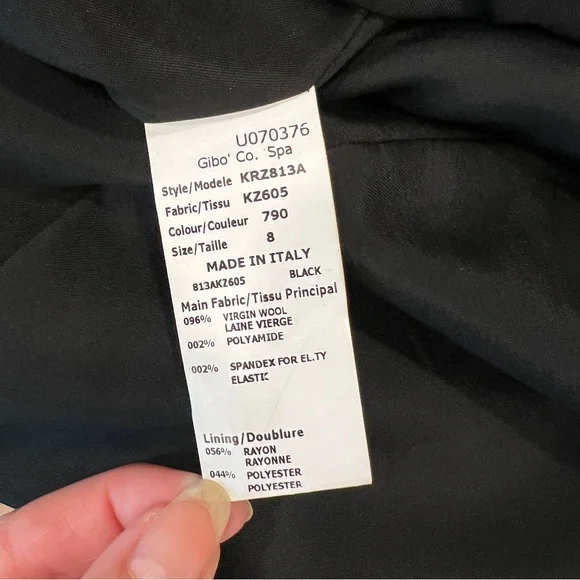 U070376
Gibo' Co. Spa
Style/Modele KRZ813A
Fabric/Tissu KZ605
Colour/Couleur 790
Size/Taille 8
MADE IN ITALY
813AKZ605 BLACK
Main Fabric/Tissu Principal
096% VIRGIN WOOL
LAINE VIERGE
002% POLYAMIDE
002% SPANDEX FOR EL.TY
ELASTIC
Lining/Doublure
056% RAYON
RAYONNE
044% POLYESTER
POLYESTER